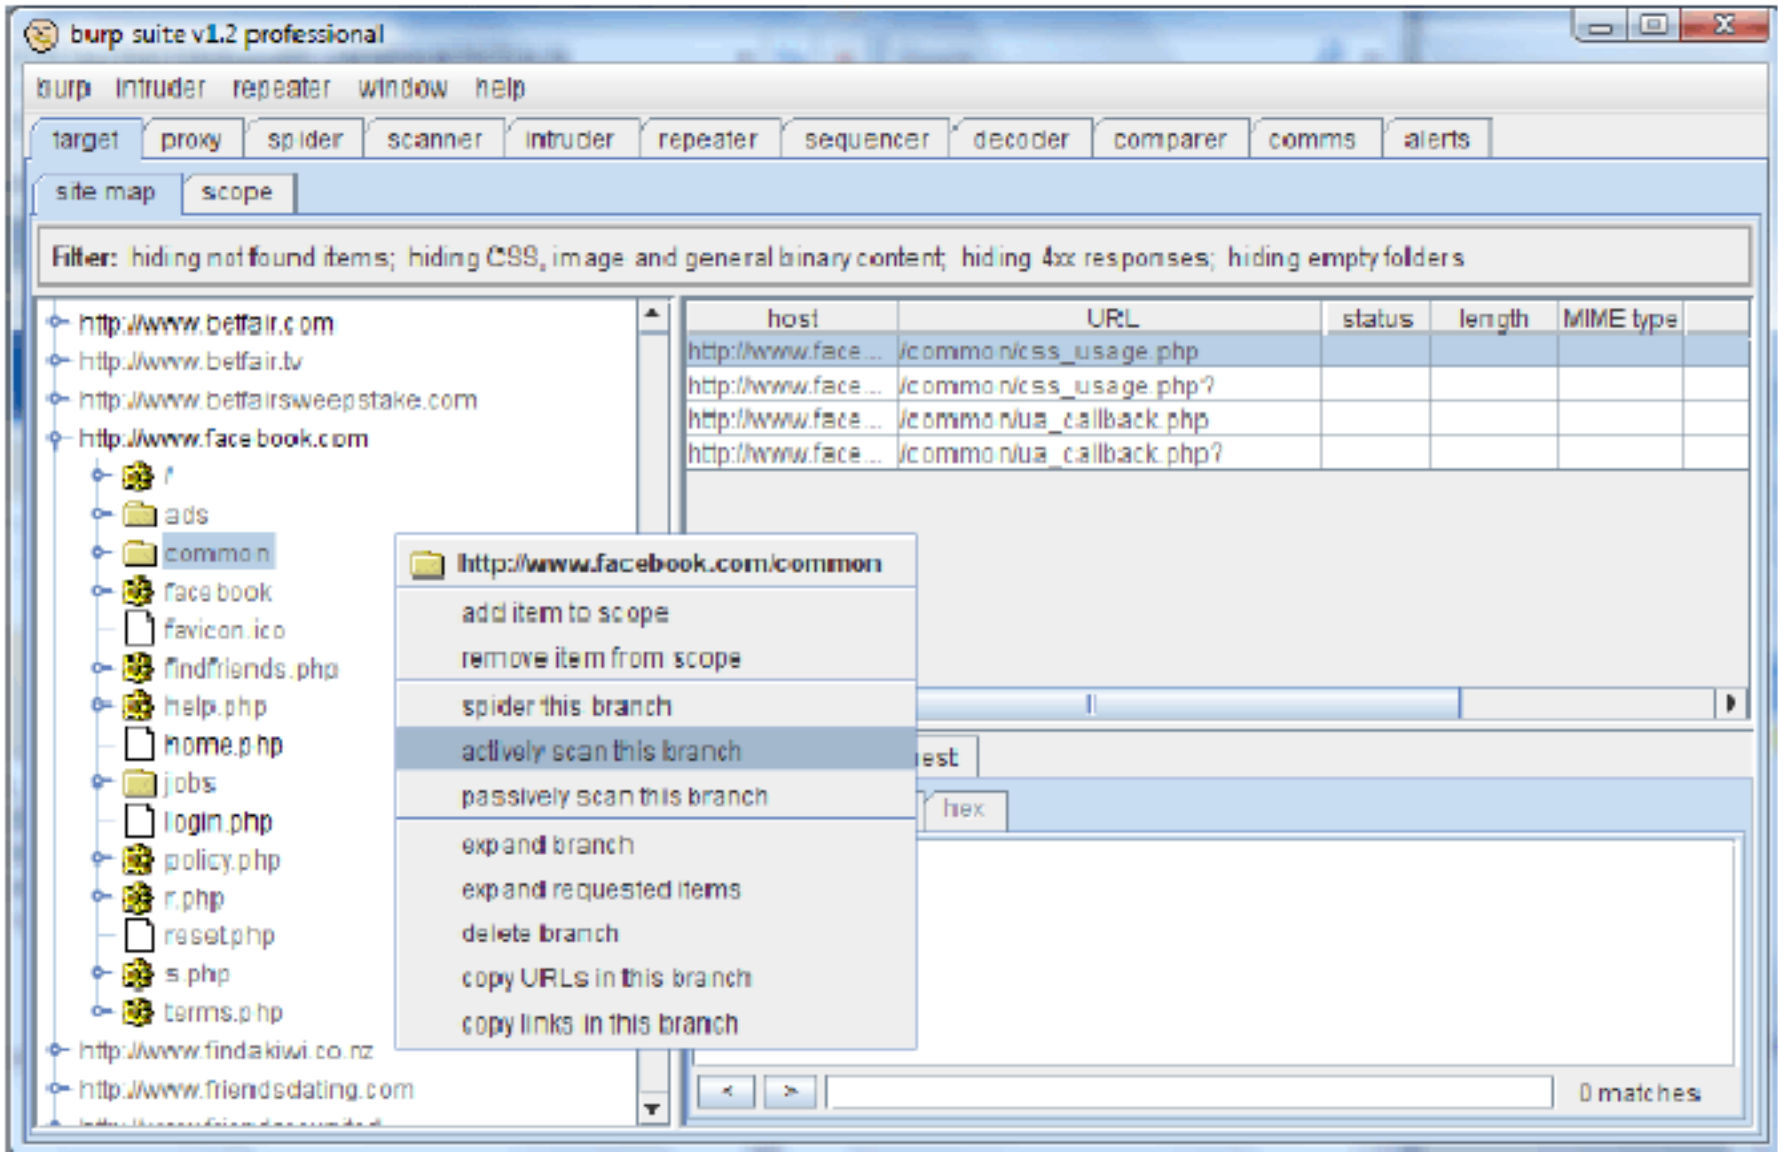 burp suite v1.2 professional
burp intruder repeater window help
target proxy spider scanner intruder repeater sequencer decoder comparer comms alerts
site map scope
Filter: hiding not found items; hiding CSS, image and general binary content; hiding 4xx responses; hiding empty folders
http://www.betfair.com
http://www.betfair.tv
http://www.betfairsweepstake.com
http://www.facebook.com
/
ads
common
facebook
favicon.ico
findfriends.php
help.php
home.php
jobs
login.php
policy.php
r.php
reset.php
s.php
terms.php
http://www.findakiwi.co.nz
http://www.friendsdating.com
host URL status length MIME type
http://www.face... /common/css_usage.php
http://www.face... /common/css_usage.php?
http://www.face... /common/ua_callback.php
http://www.face... /common/ua_callback.php?
http://www.facebook.com/common
add item to scope
remove item from scope
spider this branch
actively scan this branch
passively scan this branch
expand branch
expand requested items
delete branch
copy URLs in this branch
copy links in this branch
est
hex
< > 0 matches